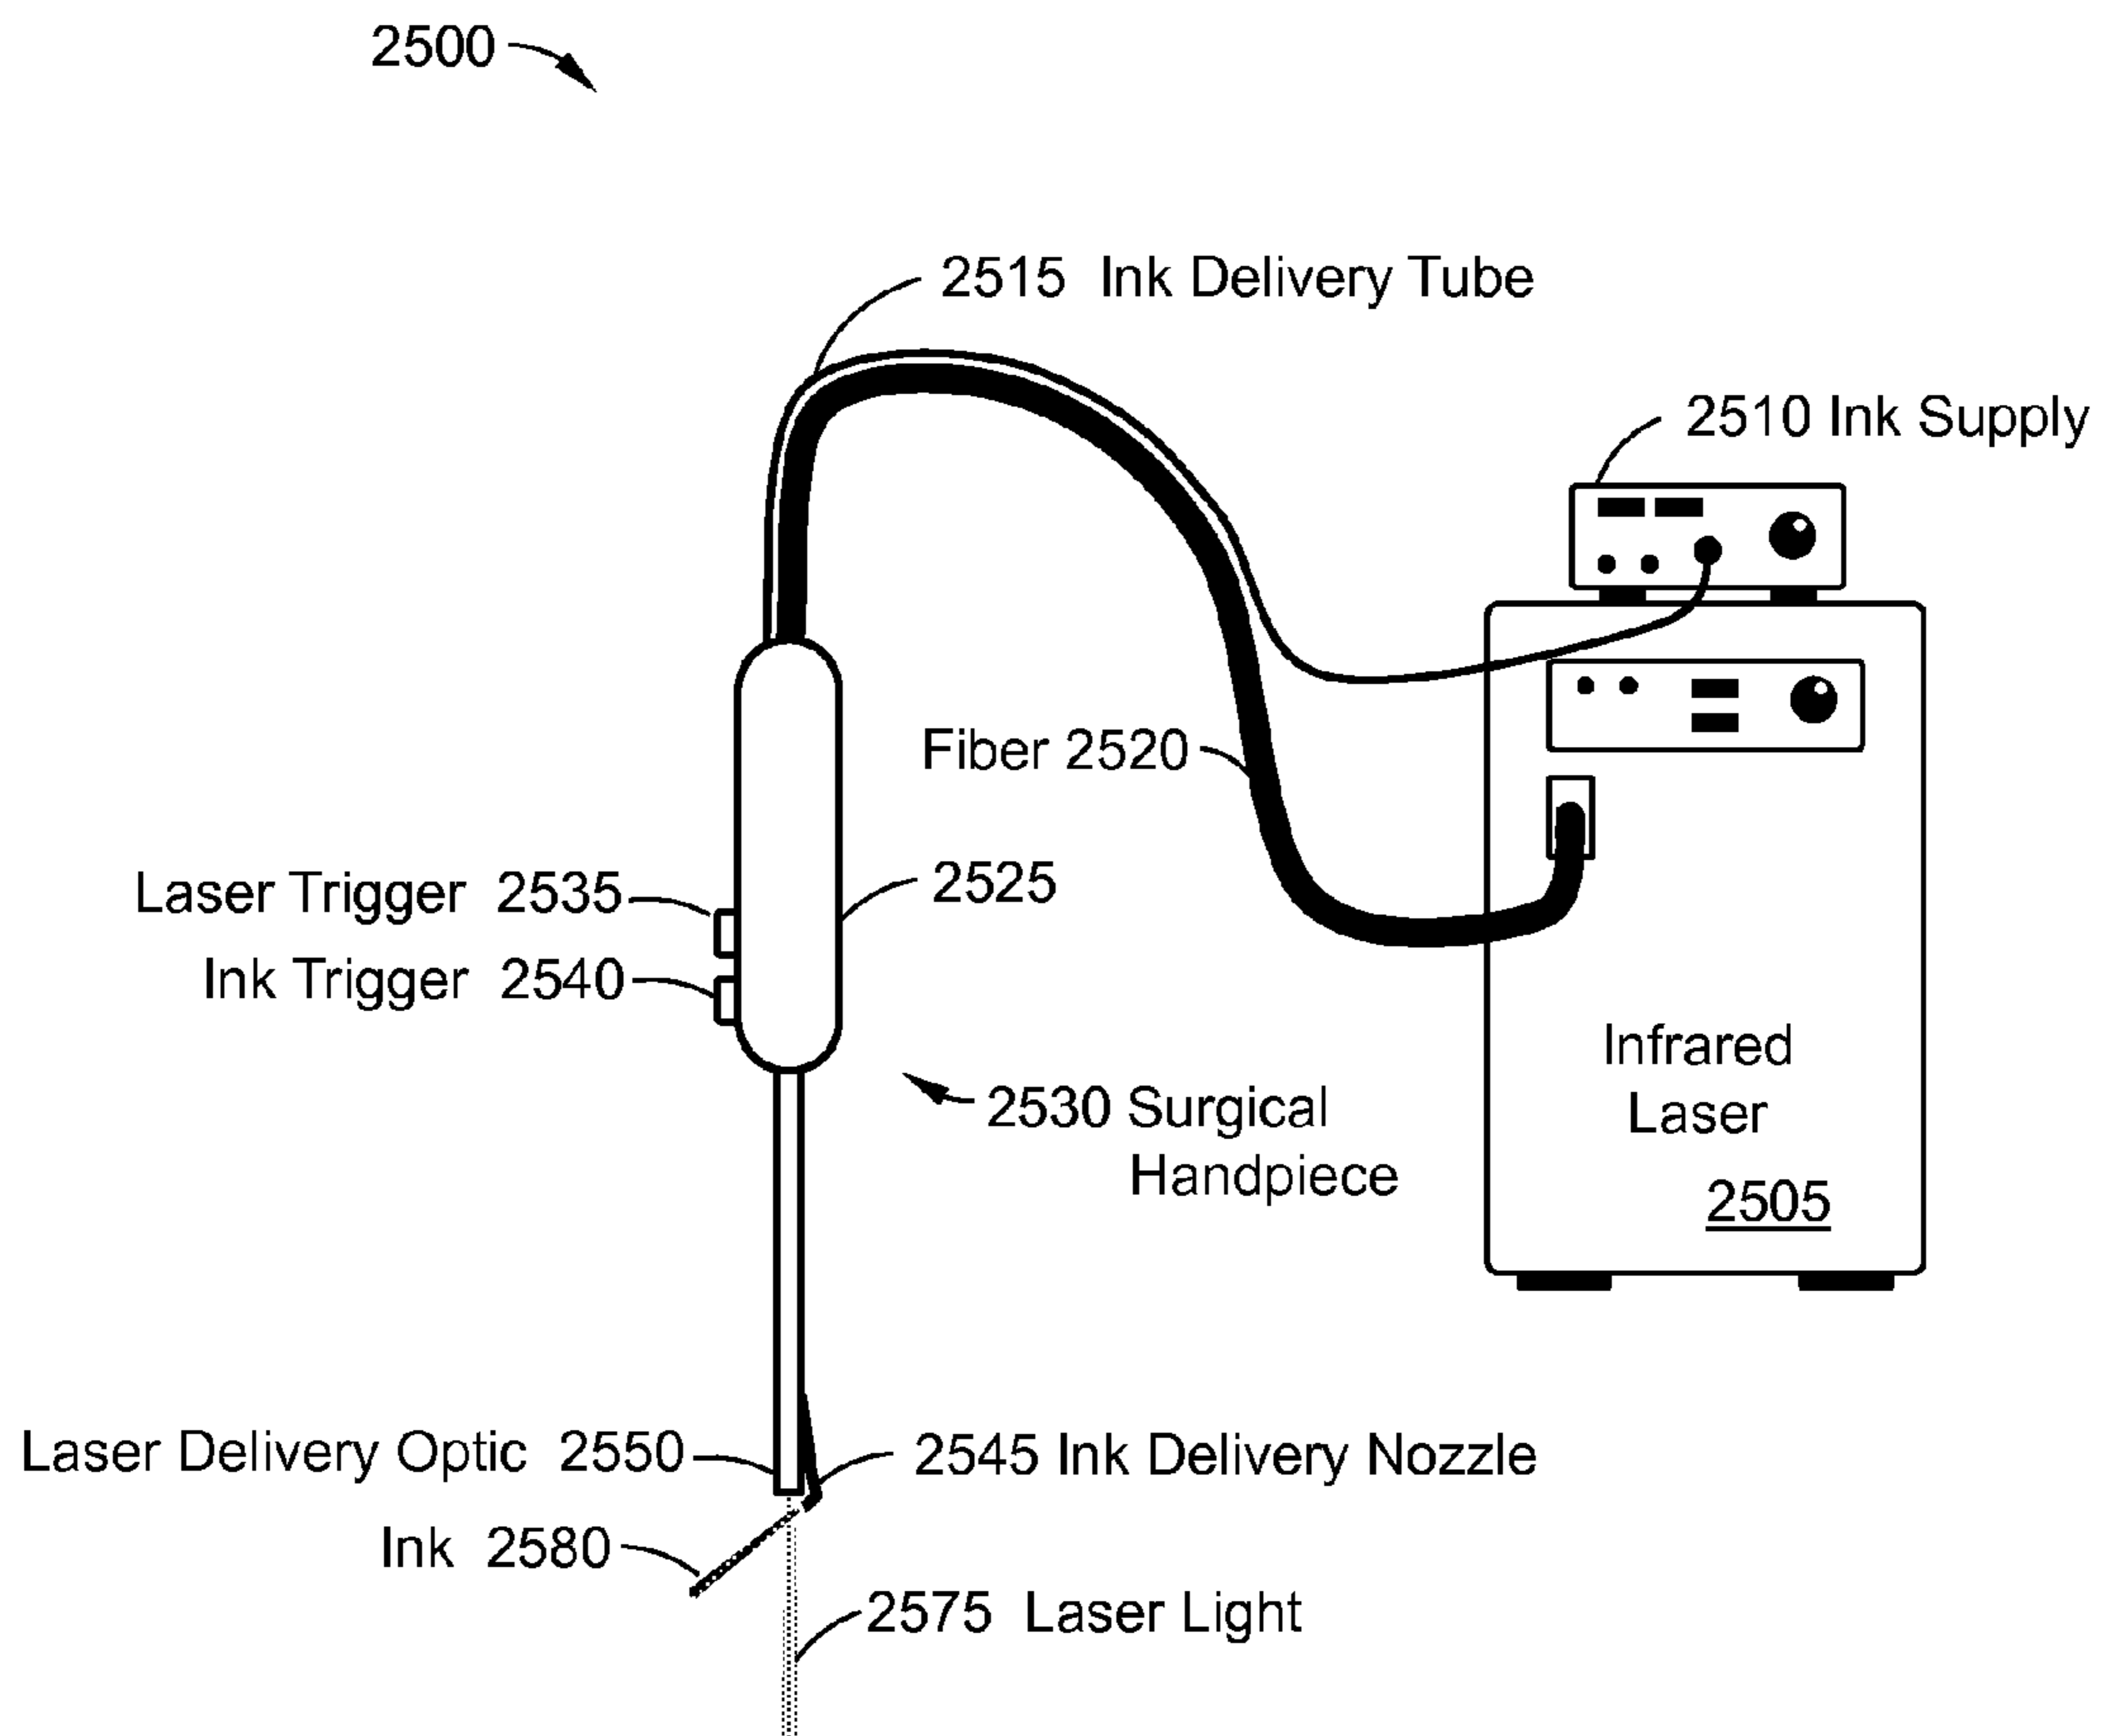 2500
2515 Ink Delivery Tube
2510 Ink Supply
Fiber 2520
Laser Trigger 2535
2525
Ink Trigger 2540
Infrared
Laser
2505
2530 Surgical
Handpiece
Laser Delivery Optic 2550
2545 Ink Delivery Nozzle
Ink 2580
2575 Laser Light